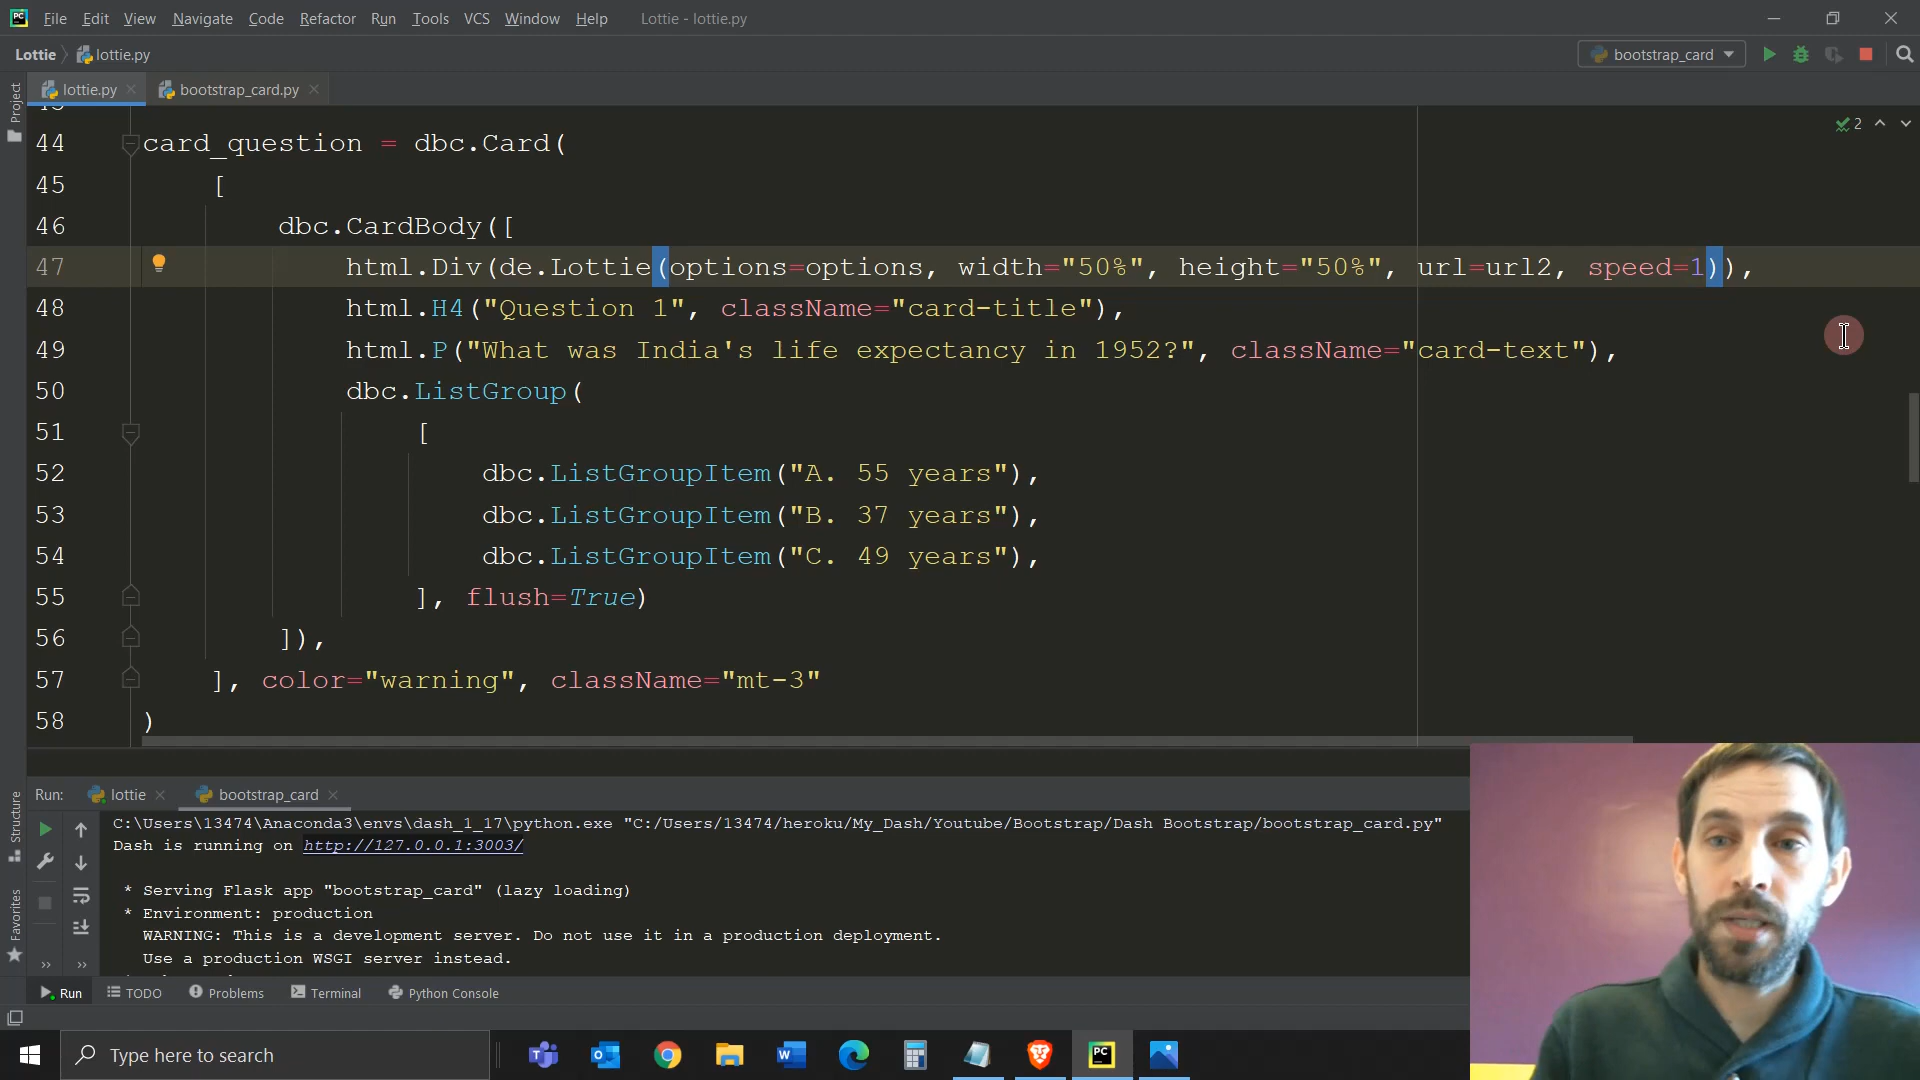 File Edit View Navigate Code Refactor Run Tools VCS Window Help Lottie - lottie.py
Lottie lottie.py bootstrap_card
lottie.py bootstrap_card.py
Project
2
44 card_question = dbc.Card(
45 [
46 dbc.CardBody([
47 html.Div(de.Lottie(options=options, width="50%", height="50%", url=url2, speed=1)),
48 html.H4("Question 1", className="card-title"),
49 html.P("What was India's life expectancy in 1952?", className="card-text"),
50 dbc.ListGroup(
51 [
52 dbc.ListGroupItem("A. 55 years"),
53 dbc.ListGroupItem("B. 37 years"),
54 dbc.ListGroupItem("C. 49 years"),
55 ], flush=True)
56 ]),
57 ], color="warning", className="mt-3"
58 )
Run: lottie bootstrap_card
C:\Users\13474\Anaconda3\envs\dash_1_17\python.exe "C:/Users/13474/heroku/My_Dash/Youtube/Bootstrap/Dash Bootstrap/bootstrap_card.py"
Dash is running on http://127.0.0.1:3003/
* Serving Flask app "bootstrap_card" (lazy loading)
* Environment: production
WARNING: This is a development server. Do not use it in a production deployment.
Use a production WSGI server instead.
Structure
Favorites
Run TODO Problems Terminal Python Console
Type here to search
PC